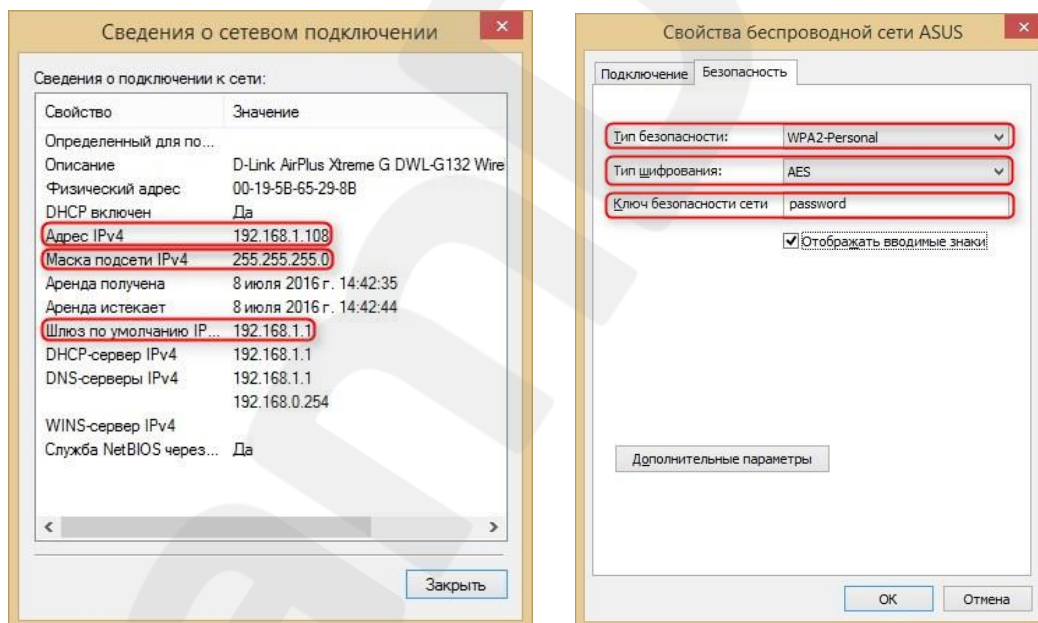 Сведения о сетевом подключении
Сведения о подключении к сети:
Свойство Значение
Определенный для по...
Описание D-Link AirPlus Xtreme G DWL-G132 Wire
Физический адрес 00-19-5B-65-29-8B
DHCP включен Да
Адрес IPv4 192.168.1.108
Маска подсети IPv4 255.255.255.0
Аренда получена 8 июля 2016 г. 14:42:35
Аренда истекает 8 июля 2016 г. 14:42:44
Шлюз по умолчанию IP... 192.168.1.1
DHCP-сервер IPv4 192.168.1.1
DNS-серверы IPv4 192.168.1.1
192.168.0.254
WINS-сервер IPv4
Служба NetBIOS через... Да
Закрыть
Свойства беспроводной сети ASUS
Подключение Безопасность
Тип безопасности: WPA2-Personal
Тип шифрования: AES
Ключ безопасности сети password
Отображать вводимые знаки
Дополнительные параметры
OK Отмена